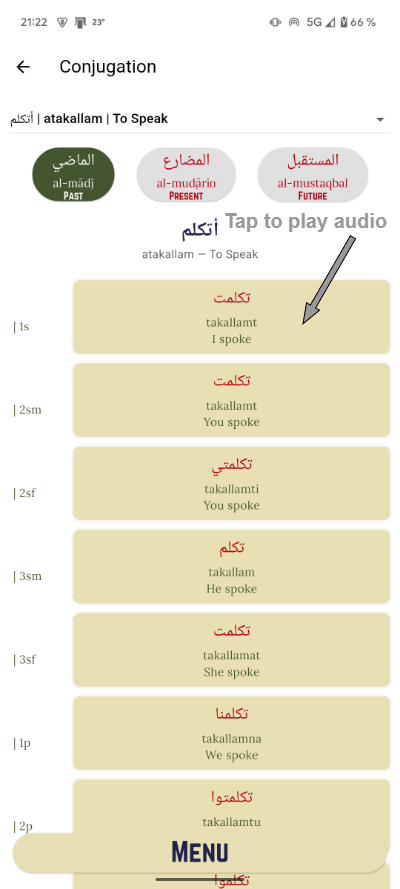 21:22 23° 5G 66 %
Conjugation
أتكلم | atakallam | To Speak
الماضي
al-mādị̄
PAST
المضارع
al-muḍāriʿ
PRESENT
المستقبل
al-mustaqbal
FUTURE
Tap to play audio
أتكلم
atakallam — To Speak
| 1s
تكلمت
takallamt
I spoke
| 2sm
تكلمت
takallamt
You spoke
| 2sf
تكلمتي
takallamti
You spoke
| 3sm
تكلم
takallam
He spoke
| 3sf
تكلمت
takallamat
She spoke
| 1p
تكلمنا
takallamna
We spoke
| 2p
تكلمتوا
takallamtu
MENU
تكلموا